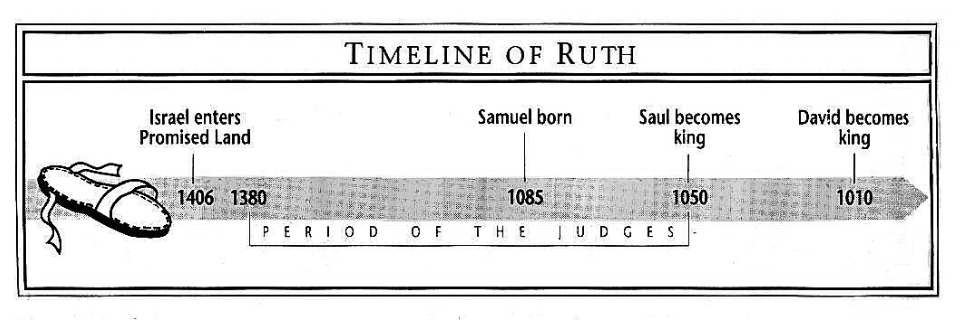 TIMELINE OF RUTH
Israel enters
Promised Land
Samuel born
Saul becomes
king
David becomes
king
1406 1380 1085 1050 1010
PERIOD OF THE JUDGES